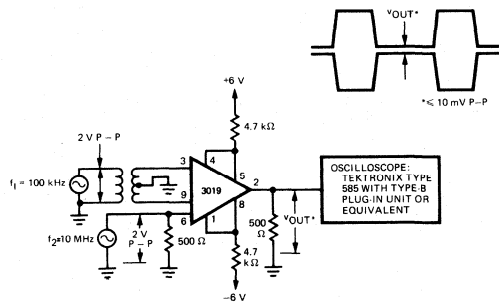 VOUT*
*≤ 10 mV P–P
+6 V
4.7 kΩ
2 V P – P
3
4
5
2
3019
f1 = 100 kHz
9
8
6
1
OSCILLOSCOPE:
TEKTRONIX TYPE
585 WITH TYPE-B
PLUG-IN UNIT OR
EQUIVALENT
f2=10 MHz
2 V
P – P
500 Ω
500
Ω
VOUT*
4.7
kΩ
–6 V